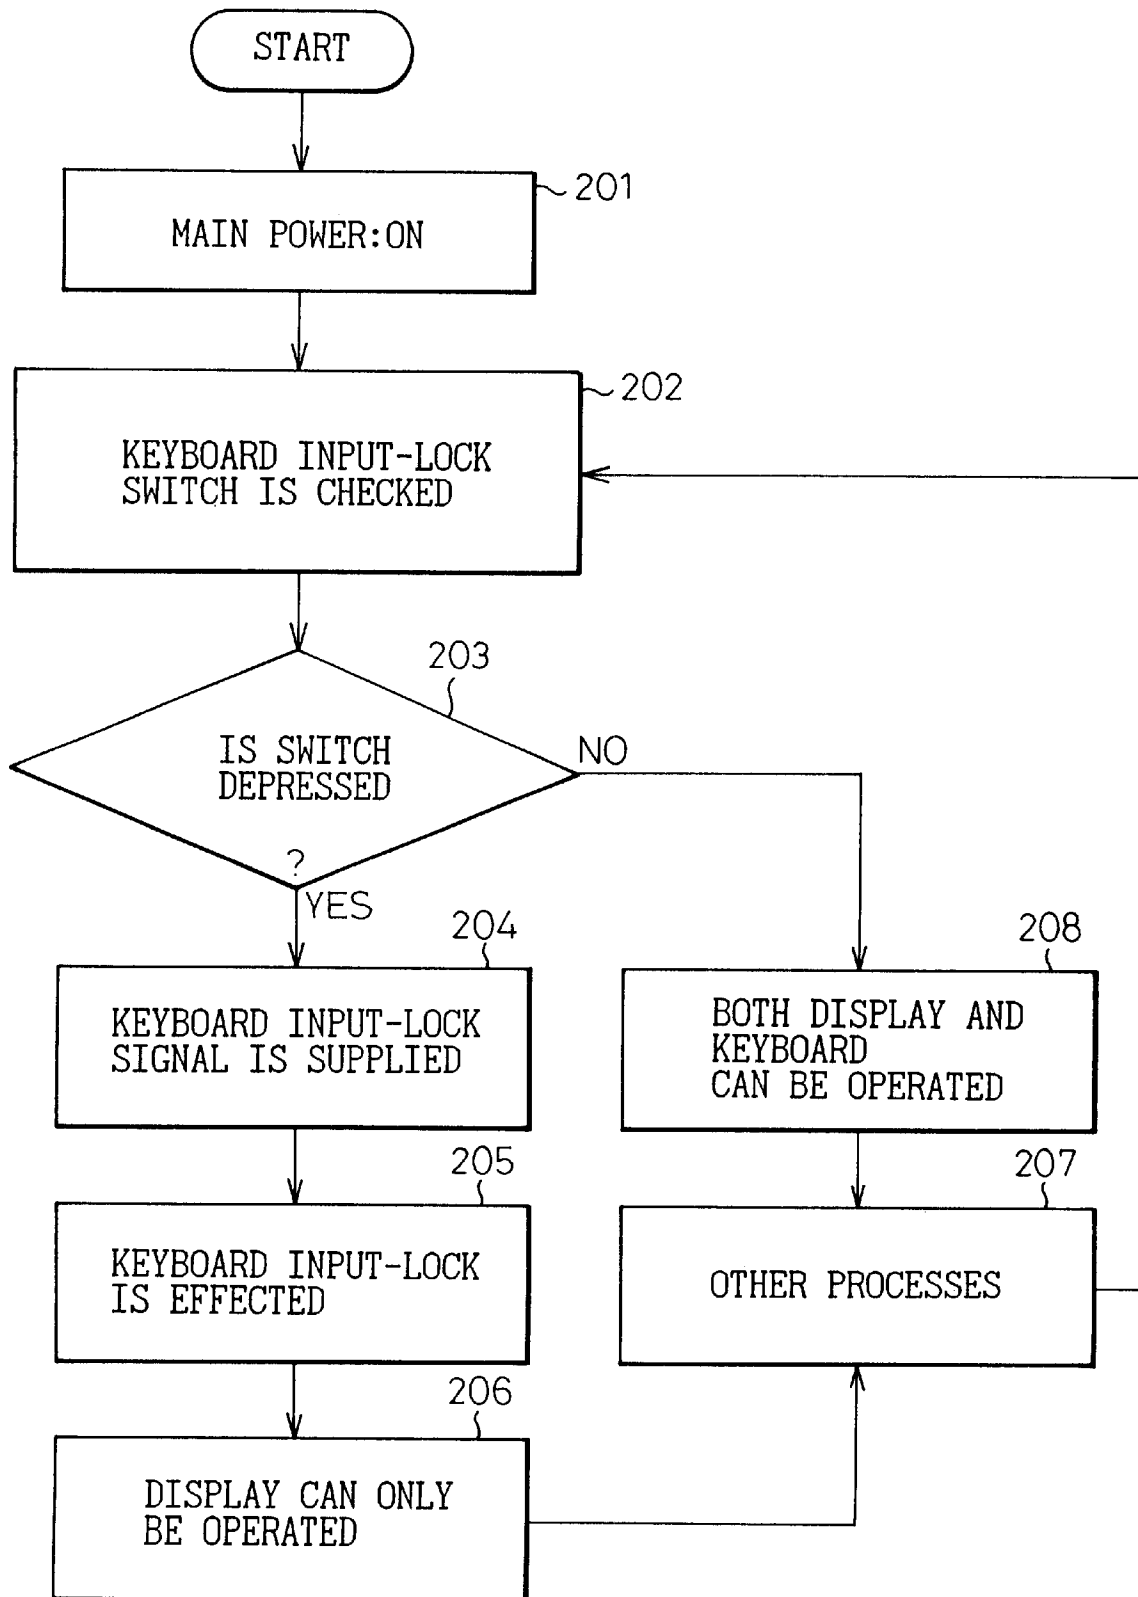 START
201
MAIN POWER:ON
202
KEYBOARD INPUT-LOCK
SWITCH IS CHECKED
203
IS SWITCH
DEPRESSED
?
NO
YES
204
KEYBOARD INPUT-LOCK
SIGNAL IS SUPPLIED
208
BOTH DISPLAY AND
KEYBOARD
CAN BE OPERATED
205
KEYBOARD INPUT-LOCK
IS EFFECTED
207
OTHER PROCESSES
206
DISPLAY CAN ONLY
BE OPERATED